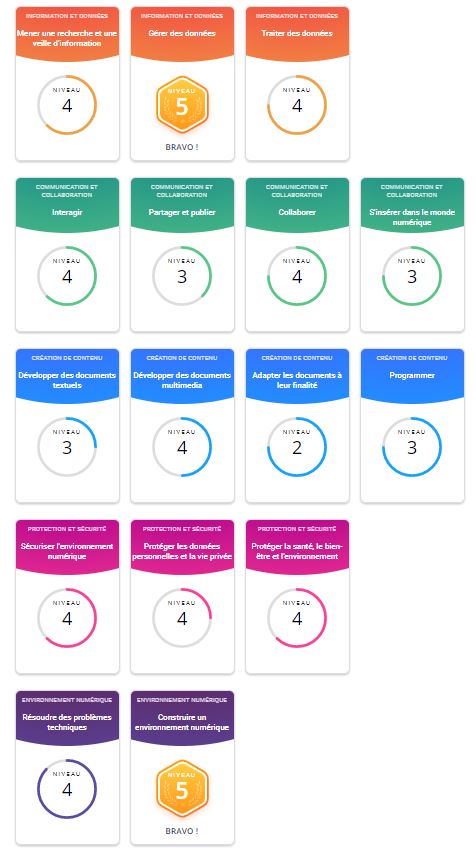 INFORMATION ET DONNÉES
Mener une recherche et une
veille d'information
NIVEAU
4
INFORMATION ET DONNÉES
Gérer des données
NIVEAU
5
BRAVO !
INFORMATION ET DONNÉES
Traiter des données
NIVEAU
4
COMMUNICATION ET
COLLABORATION
Interagir
NIVEAU
4
COMMUNICATION ET
COLLABORATION
Partager et publier
NIVEAU
3
COMMUNICATION ET
COLLABORATION
Collaborer
NIVEAU
4
COMMUNICATION ET
COLLABORATION
S'insérer dans le monde
numérique
NIVEAU
3
CRÉATION DE CONTENU
Développer des documents
textuels
NIVEAU
3
CRÉATION DE CONTENU
Développer des documents
multimedia
NIVEAU
4
CRÉATION DE CONTENU
Adapter les documents à
leur finalité
NIVEAU
2
CRÉATION DE CONTENU
Programmer
NIVEAU
3
PROTECTION ET SÉCURITÉ
Sécuriser l'environnement
numérique
NIVEAU
4
PROTECTION ET SÉCURITÉ
Protéger les données
personnelles et la vie privée
NIVEAU
4
PROTECTION ET SÉCURITÉ
Protéger la santé, le bien-
être et l'environnement
NIVEAU
4
ENVIRONNEMENT NUMÉRIQUE
Résoudre des problèmes
techniques
NIVEAU
4
ENVIRONNEMENT NUMÉRIQUE
Construire un
environnement numérique
NIVEAU
5
BRAVO !